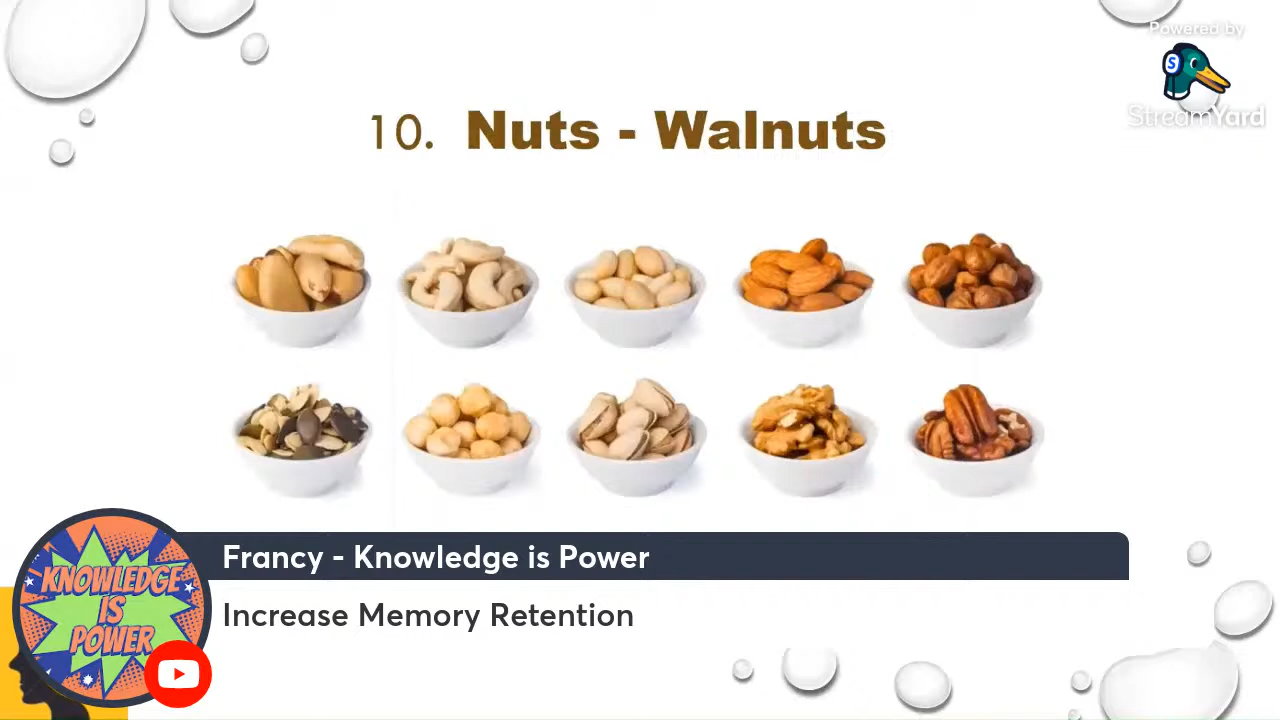 Powered by
StreamYard
10. Nuts - Walnuts
KNOWLEDGE
IS
POWER
Francy - Knowledge is Power
Increase Memory Retention